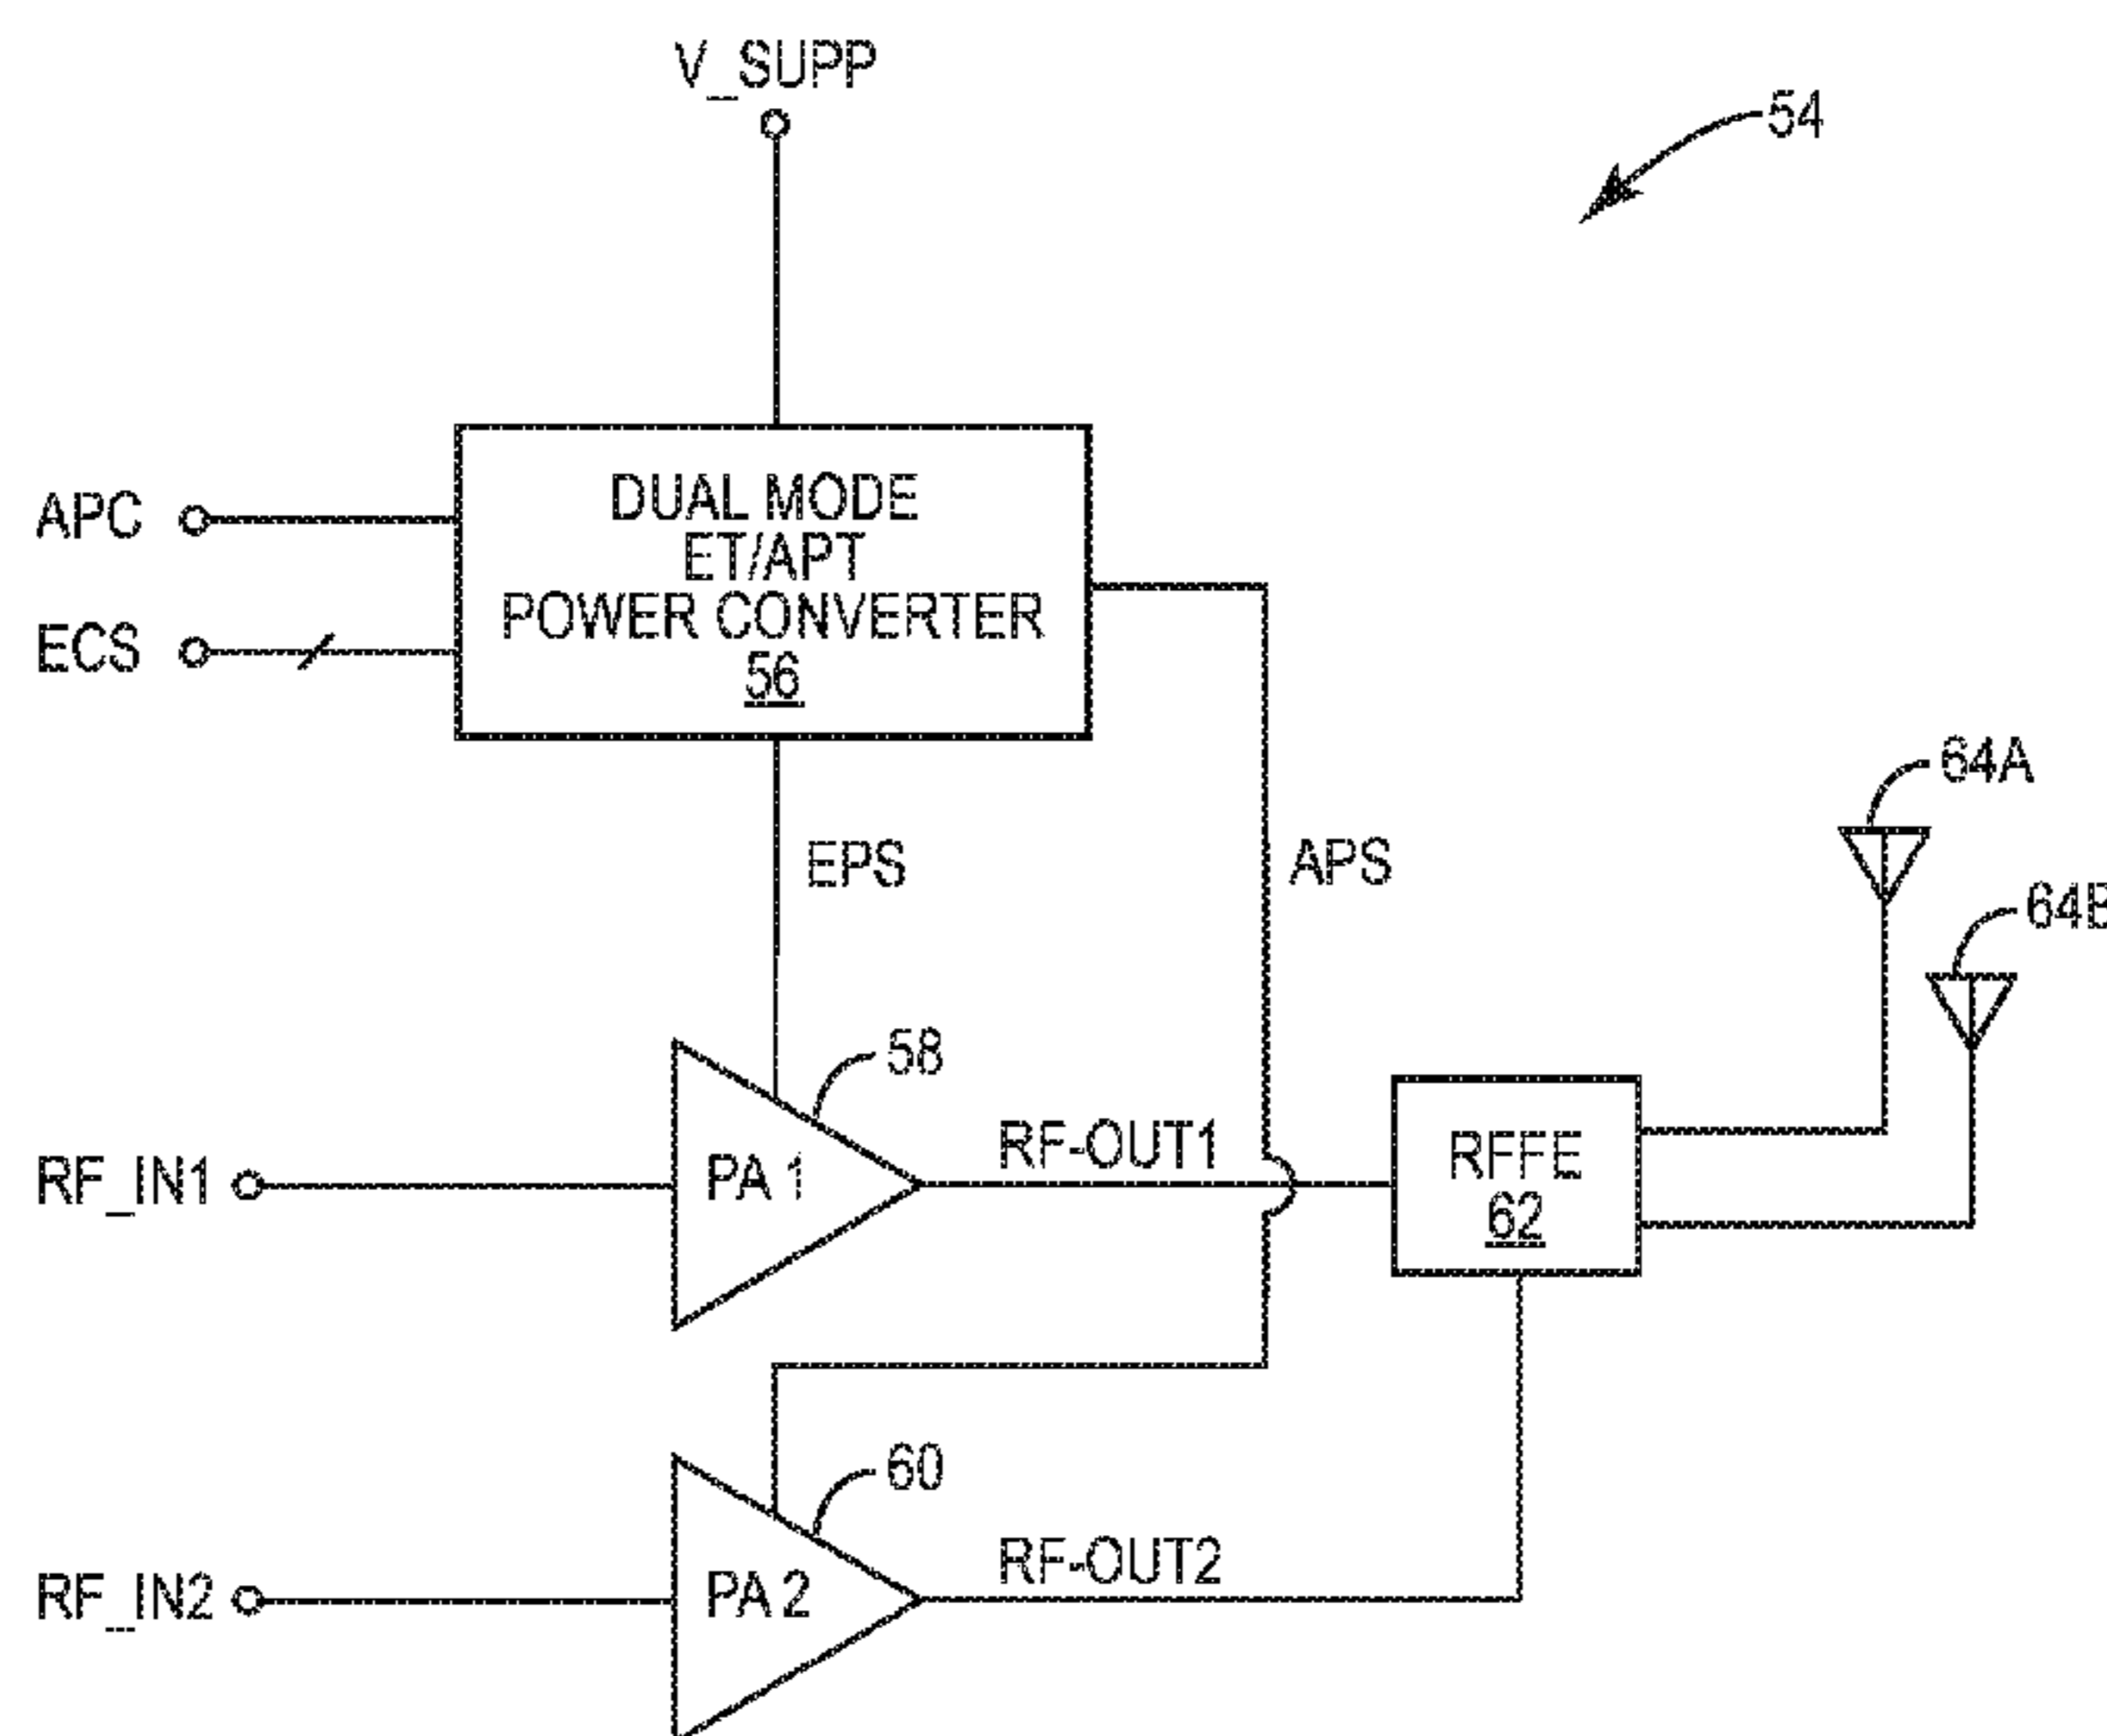 V_SUPP
54
APC
DUAL MODE
ET/APT
POWER CONVERTER
56
ECS
64A
EPS
APS
64B
58
RF_IN1
PA 1
RF-OUT1
RFFE
62
60
RF_IN2
PA 2
RF-OUT2